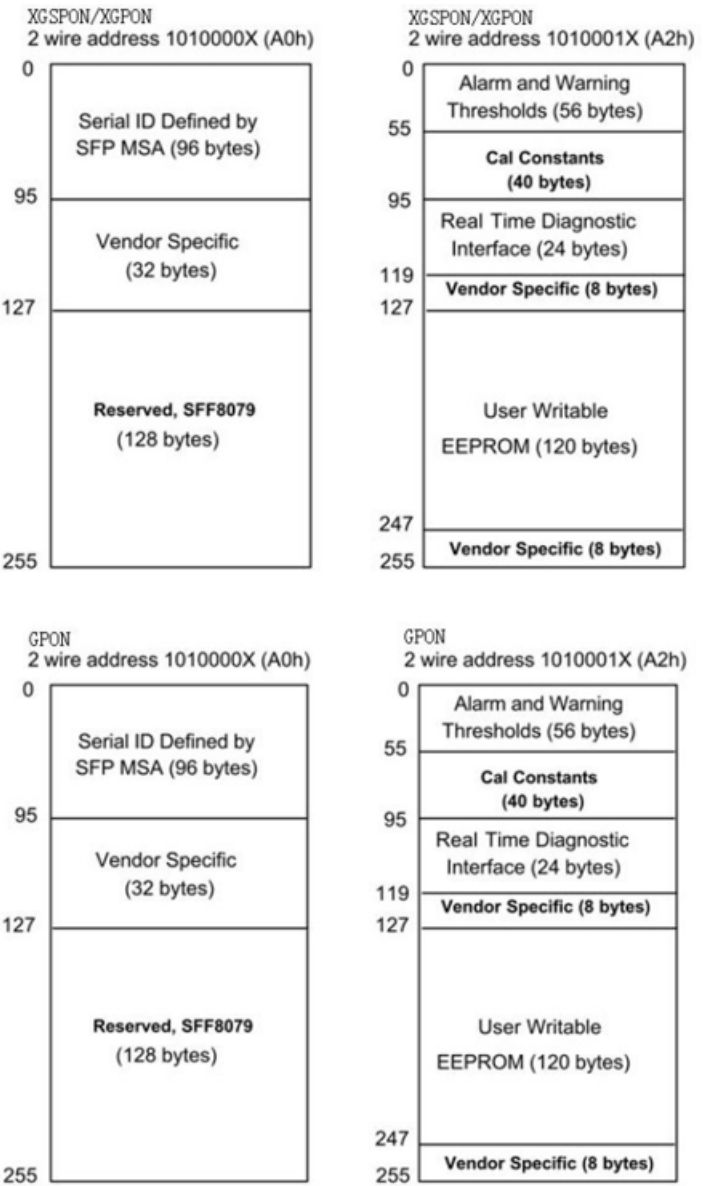 XGSPON/XGPON
2 wire address 1010000X (A0h)
0
Serial ID Defined by
SFP MSA (96 bytes)
95
Vendor Specific
(32 bytes)
127
Reserved, SFF8079
(128 bytes)
255
XGSPON/XGPON
2 wire address 1010001X (A2h)
0
Alarm and Warning
Thresholds (56 bytes)
55
Cal Constants
(40 bytes)
95
Real Time Diagnostic
Interface (24 bytes)
119
Vendor Specific (8 bytes)
127
User Writable
EEPROM (120 bytes)
247
Vendor Specific (8 bytes)
255
GPON
2 wire address 1010000X (A0h)
0
Serial ID Defined by
SFP MSA (96 bytes)
95
Vendor Specific
(32 bytes)
127
Reserved, SFF8079
(128 bytes)
255
GPON
2 wire address 1010001X (A2h)
0
Alarm and Warning
Thresholds (56 bytes)
55
Cal Constants
(40 bytes)
95
Real Time Diagnostic
Interface (24 bytes)
119
Vendor Specific (8 bytes)
127
User Writable
EEPROM (120 bytes)
247
Vendor Specific (8 bytes)
255